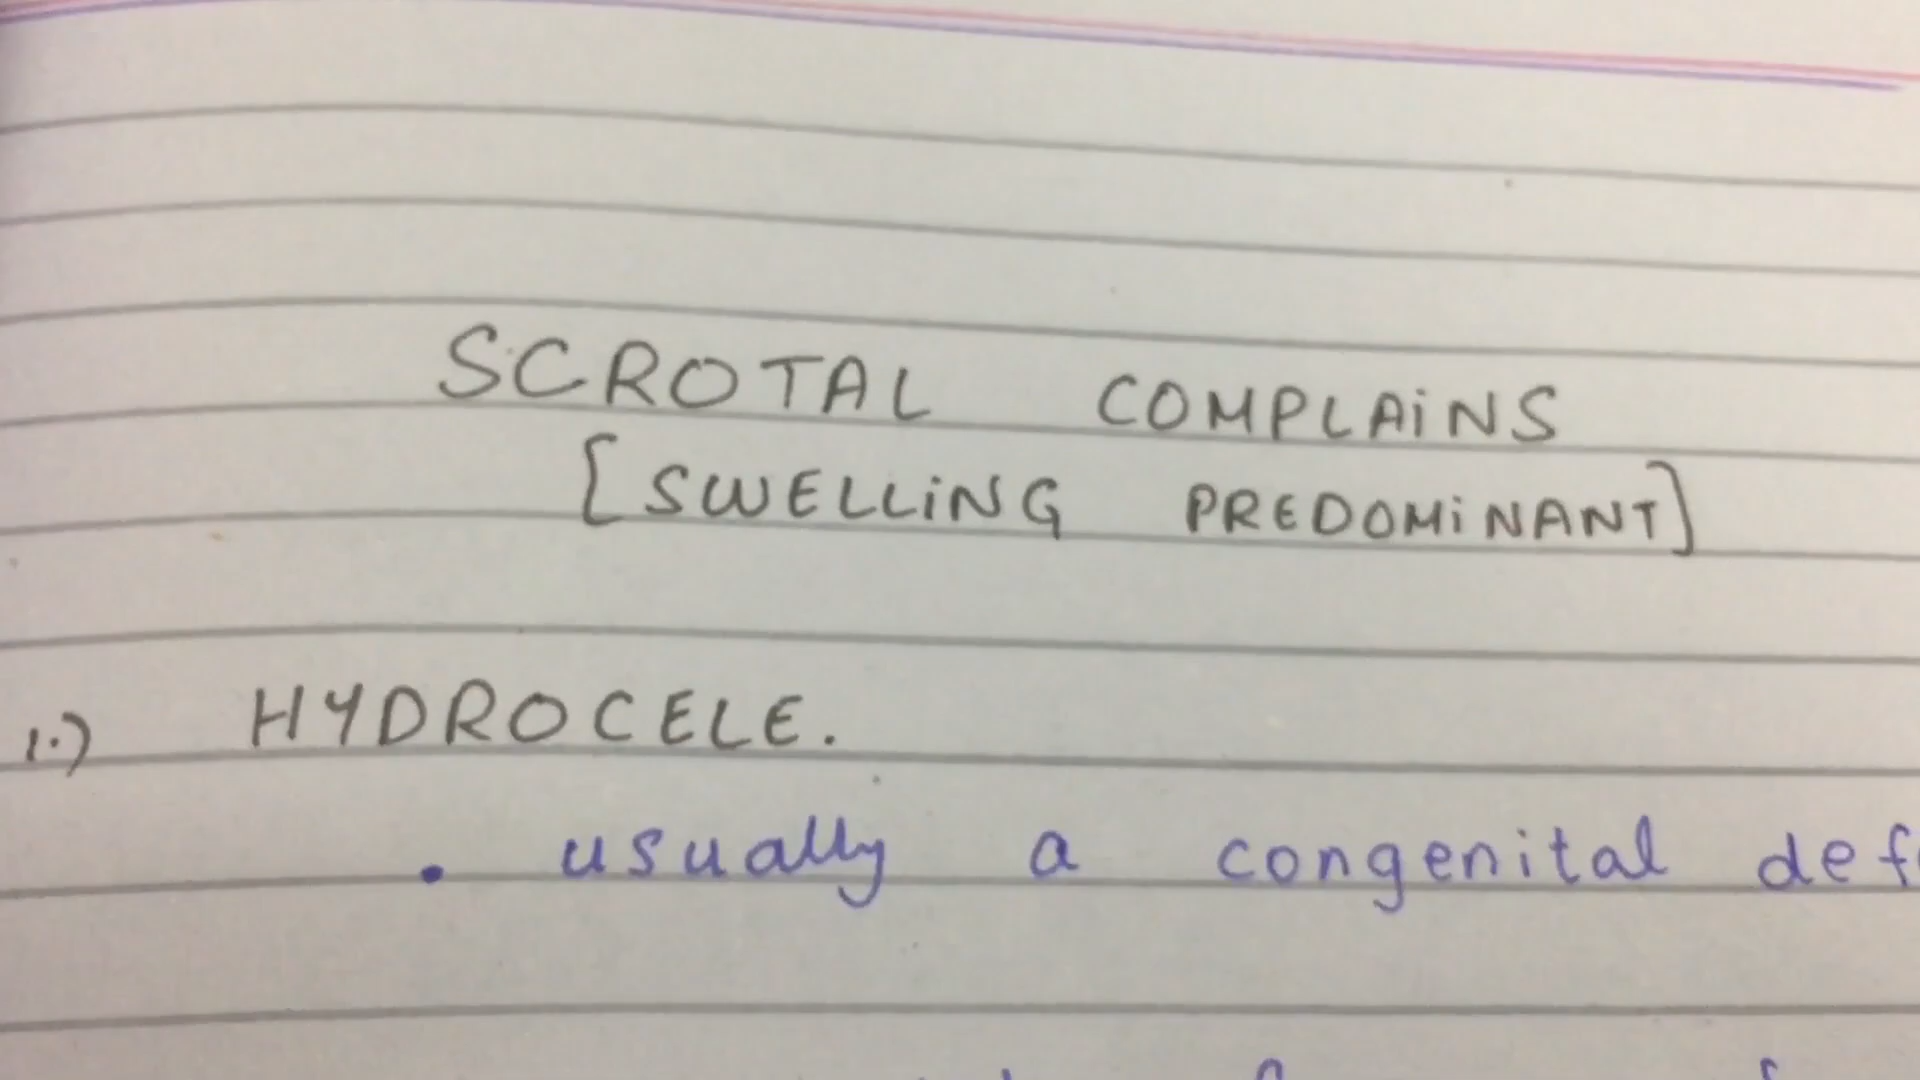 SCROTAL COMPLAINS
[SWELLING PREDOMINANT]
1.) HYDROCELE.
• usually a congenital